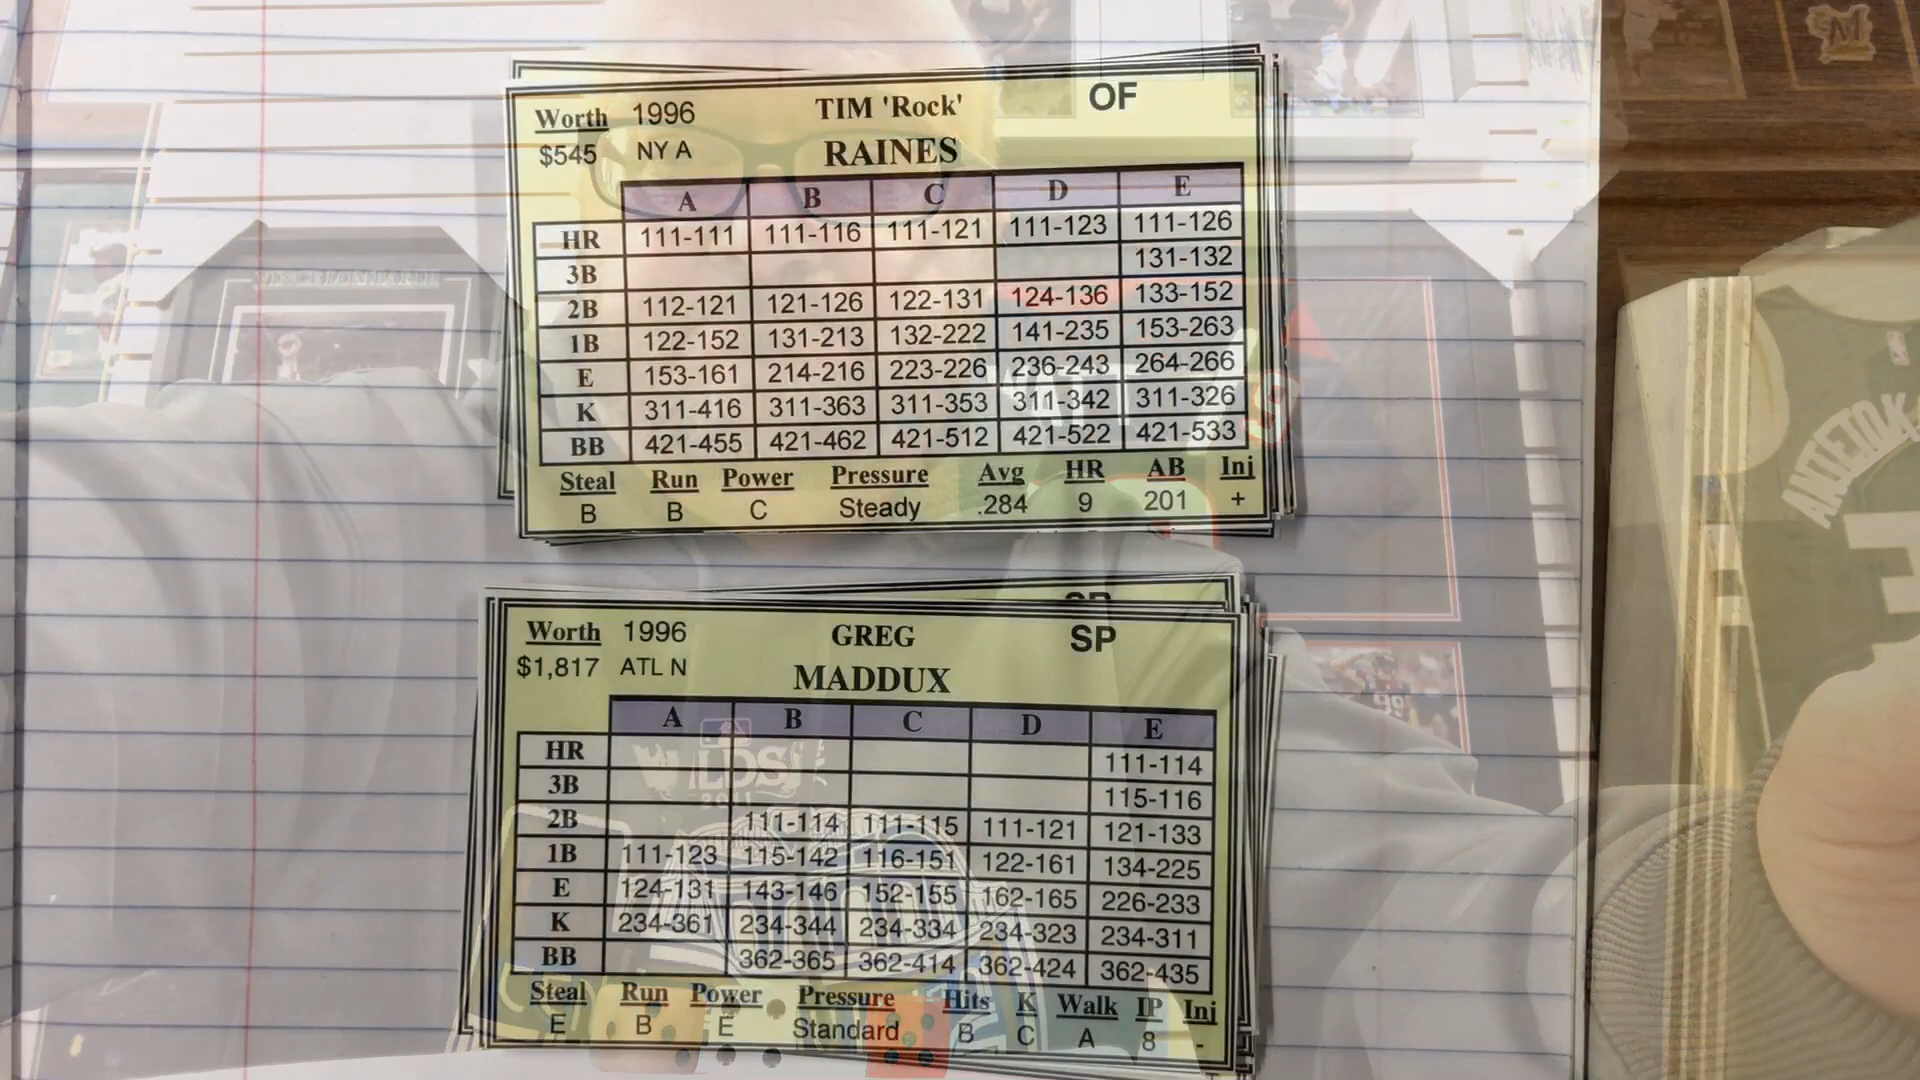 Worth 1996 TIM 'Rock' OF
$545 NY A RAINES
A B C D E
HR 111-111 111-116 111-121 111-123 111-126
3B 131-132
2B 112-121 121-126 122-131 124-136 133-152
1B 122-152 131-213 132-222 141-235 153-263
E 153-161 214-216 223-226 236-243 264-266
K 311-416 311-363 311-353 311-342 311-326
BB 421-455 421-462 421-512 421-522 421-533
Steal Run Power Pressure Avg HR AB Inj
B B C Steady .284 9 201 +
SP
Worth 1996 GREG SP
$1,817 ATL N MADDUX
A B C D E
HR 111-114
3B 115-116
2B 111-114 111-115 111-121 121-133
1B 111-123 115-142 116-151 122-161 134-225
E 124-131 143-146 152-155 162-165 226-233
K 234-361 234-344 234-334 234-323 234-311
BB 362-365 362-414 362-424 362-435
Steal Run Power Pressure Hits K Walk IP Inj
E B E Standard B C A 8 -
M